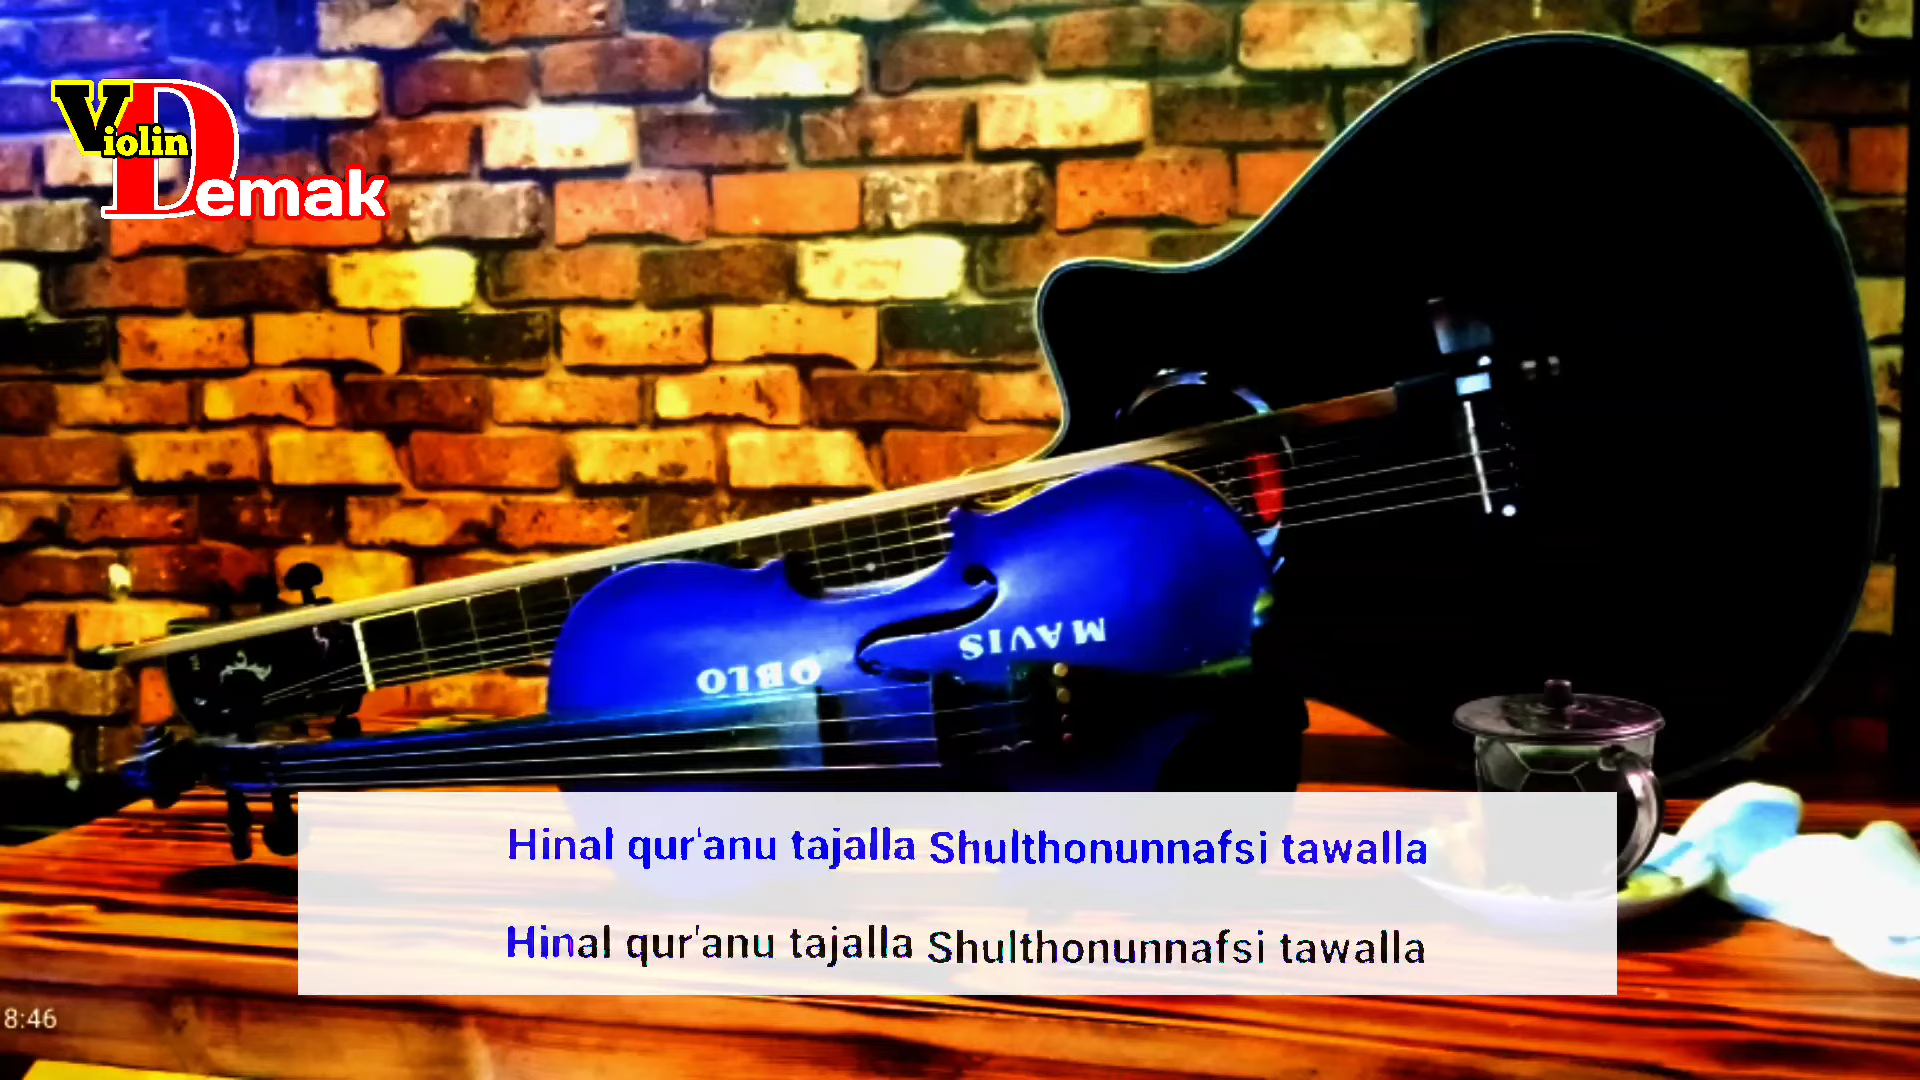 Violin
Demak
MAVIS
OBLO
Hinal qur'anu tajalla Shulthonunnafsi tawalla
Hinal qur'anu tajalla Shulthonunnafsi tawalla
8:46